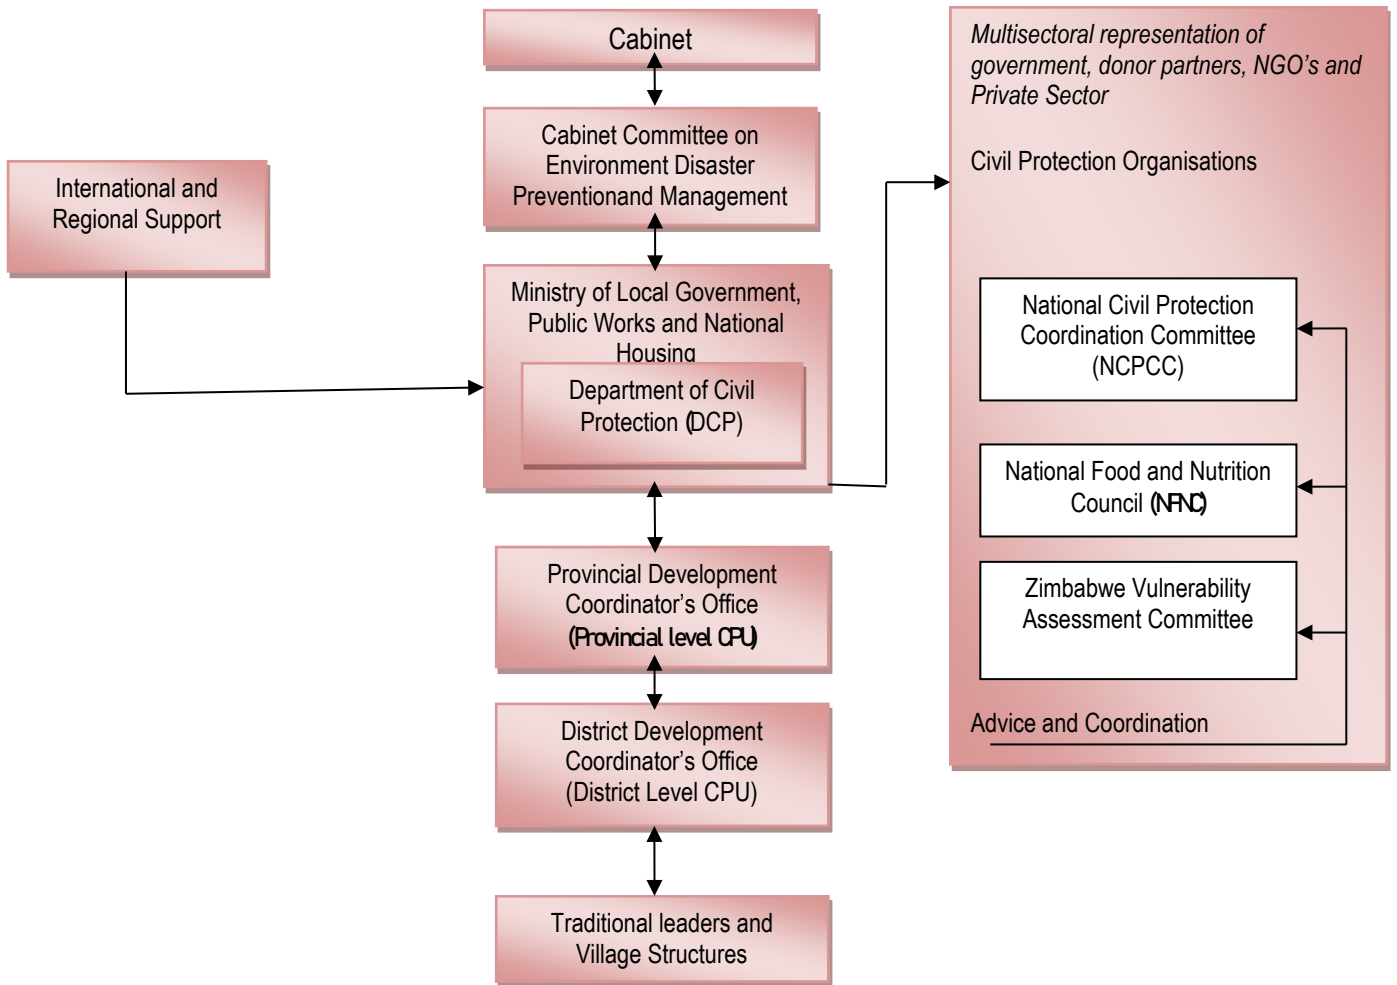 Cabinet
Cabinet Committee on
Environment Disaster
Preventionand Management
International and
Regional Support
Ministry of Local Government,
Public Works and National
Housing
Department of Civil
Protection (DCP)
Provincial Development
Coordinator’s Office
(Provincial level CPU)
District Development
Coordinator’s Office
(District Level CPU)
Traditional leaders and
Village Structures
Multisectoral representation of
government, donor partners, NGO’s and
Private Sector
Civil Protection Organisations
National Civil Protection
Coordination Committee
(NCPCC)
National Food and Nutrition
Council (NFNC)
Zimbabwe Vulnerability
Assessment Committee
Advice and Coordination